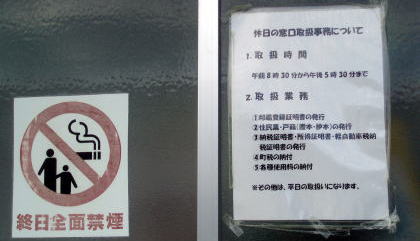 終日全面禁煙
休日の窓口取扱事務について
1.取扱時間
午前8時30分から午後5時30分まで
2.取扱業務
1印鑑登録証明書の発行
2住民票・戸籍(謄本・抄本)の発行
3納税証明書・所得証明書・軽自動車税納
税証明書の発行
4町税の納付
5各種使用料の納付
※その他は、平日の取扱いになります。